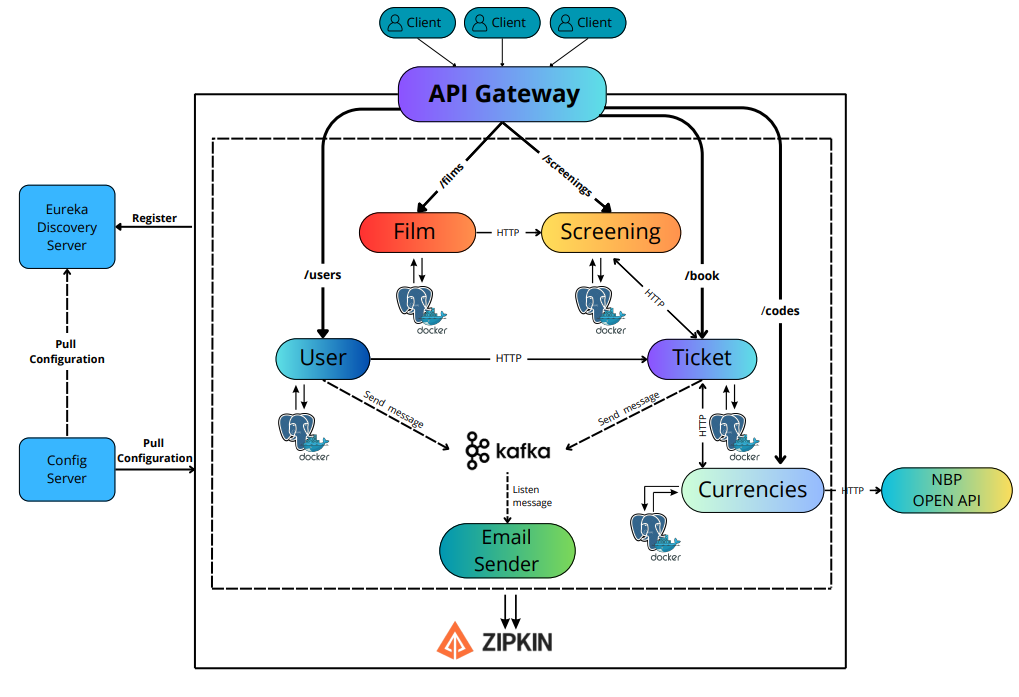 Client
Client
Client
API Gateway
/films
/screenings
Eureka
Discovery
Server
Register
Film
HTTP
Screening
/users
/book
HTTP
docker
docker
/codes
Pull
Configuration
User
HTTP
Ticket
Send message
Send message
HTTP
docker
docker
kafka
Pull
Configuration
Config
Server
Listen
message
Currencies
HTTP
NBP
OPEN API
Email
Sender
docker
ZIPKIN